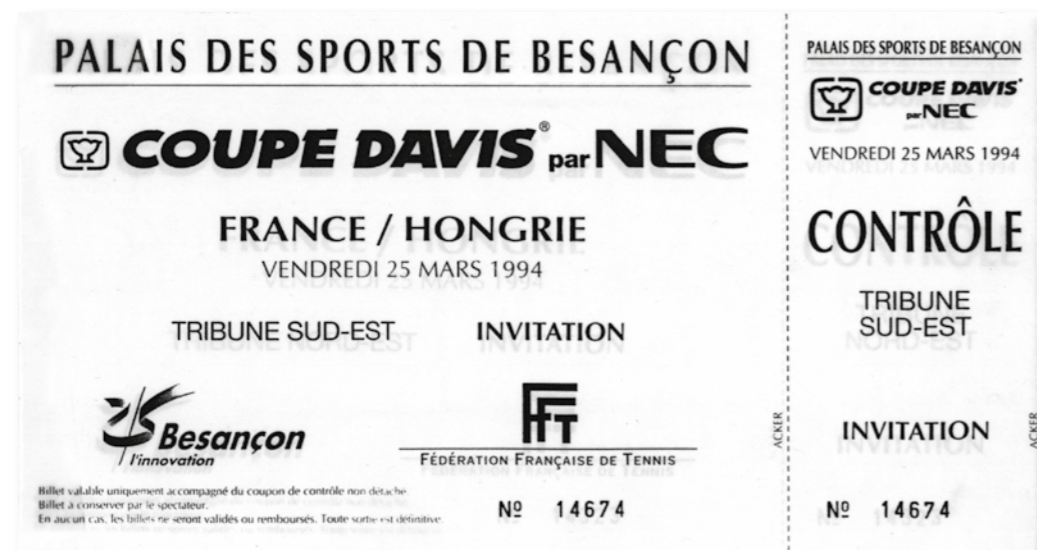 PALAIS DES SPORTS DE BESANÇON
COUPE DAVIS® par NEC
FRANCE / HONGRIE
VENDREDI 25 MARS 1994
TRIBUNE SUD-EST INVITATION
Besançon
l'innovation
FFT
FÉDÉRATION FRANÇAISE DE TENNIS
Billet valable uniquement accompagné du coupon de contrôle non détaché.
Billet à conserver par le spectateur.
En aucun cas, les billets ne seront validés ou remboursés. Toute sortie est définitive.
Nº 14674
ACKER
PALAIS DES SPORTS DE BESANÇON
COUPE DAVIS®
par NEC
VENDREDI 25 MARS 1994
CONTRÔLE
TRIBUNE
SUD-EST
INVITATION
Nº 14674
ACKER